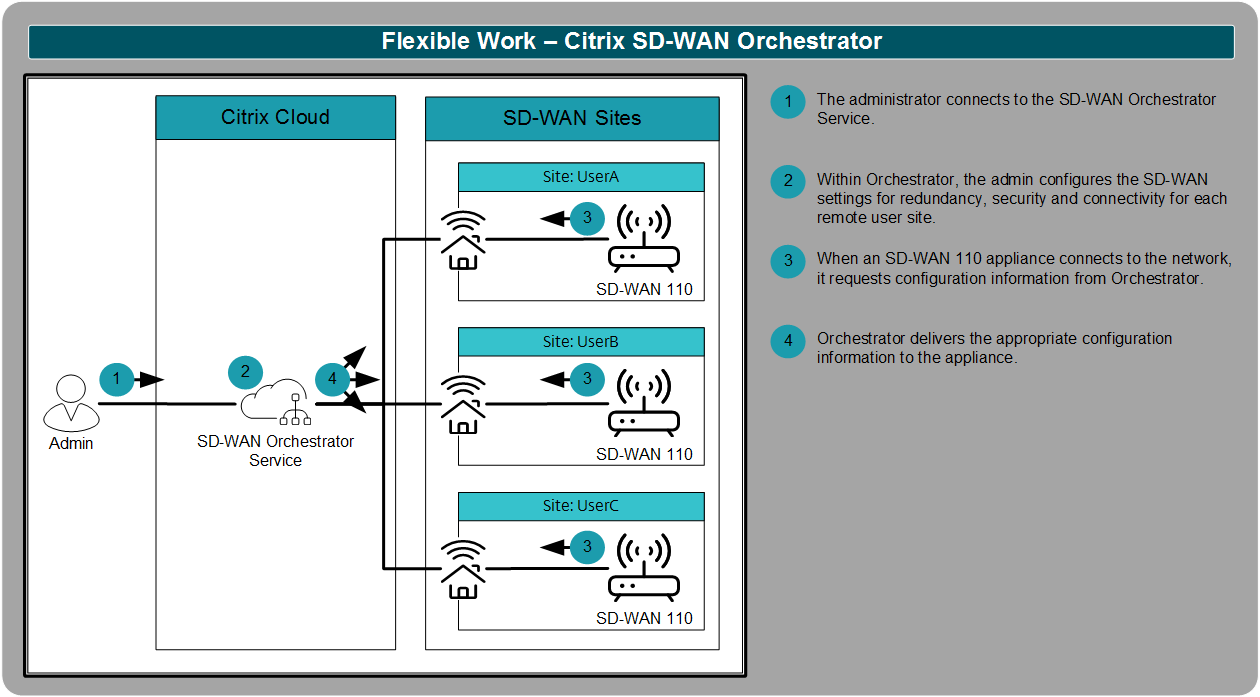 Flexible Work – Citrix SD-WAN Orchestrator
Citrix Cloud
SD-WAN Sites
Site: UserA
3
SD-WAN 110
Site: UserB
3
SD-WAN 110
Site: UserC
3
SD-WAN 110
1
Admin
2
SD-WAN Orchestrator
Service
4
1
The administrator connects to the SD-WAN Orchestrator
Service.
2
Within Orchestrator, the admin configures the SD-WAN
settings for redundancy, security and connectivity for each
remote user site.
3
When an SD-WAN 110 appliance connects to the network,
it requests configuration information from Orchestrator.
4
Orchestrator delivers the appropriate configuration
information to the appliance.